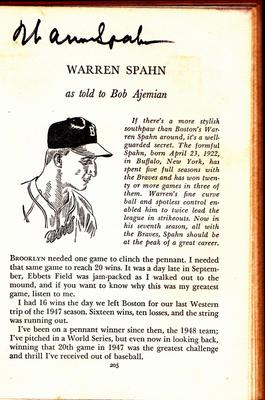 Warren Spahn
WARREN SPAHN
as told to Bob Ajemian
If there's a more stylish
southpaw than Boston's War-
ren Spahn around, it's a well-
guarded secret. The formful
Spahn, born April 23, 1922,
in Buffalo, New York, has
spent five full seasons with
the Braves and has won twen-
ty or more games in three of
them. Warren's fine curve
ball and spotless control en-
abled him to twice lead the
league in strikeouts. Now in
his seventh season, all with
the Braves, Spahn should be
at the peak of a great career.
B
BROOKLYN needed one game to clinch the pennant. I needed
that same game to reach 20 wins. It was a day late in Septem-
ber, Ebbets Field was jam-packed as I walked out to the
mound, and if you want to know why this was my greatest
game, listen to me.
I had 16 wins the day we left Boston for our last Western
trip of the 1947 season. Sixteen wins, ten losses, and the string
was running out.
I've been on a pennant winner since then, the 1948 team;
I've pitched in a World Series, but even now in looking back,
winning that 20th game in 1947 was the greatest challenge
and thrill I've received out of baseball.
205